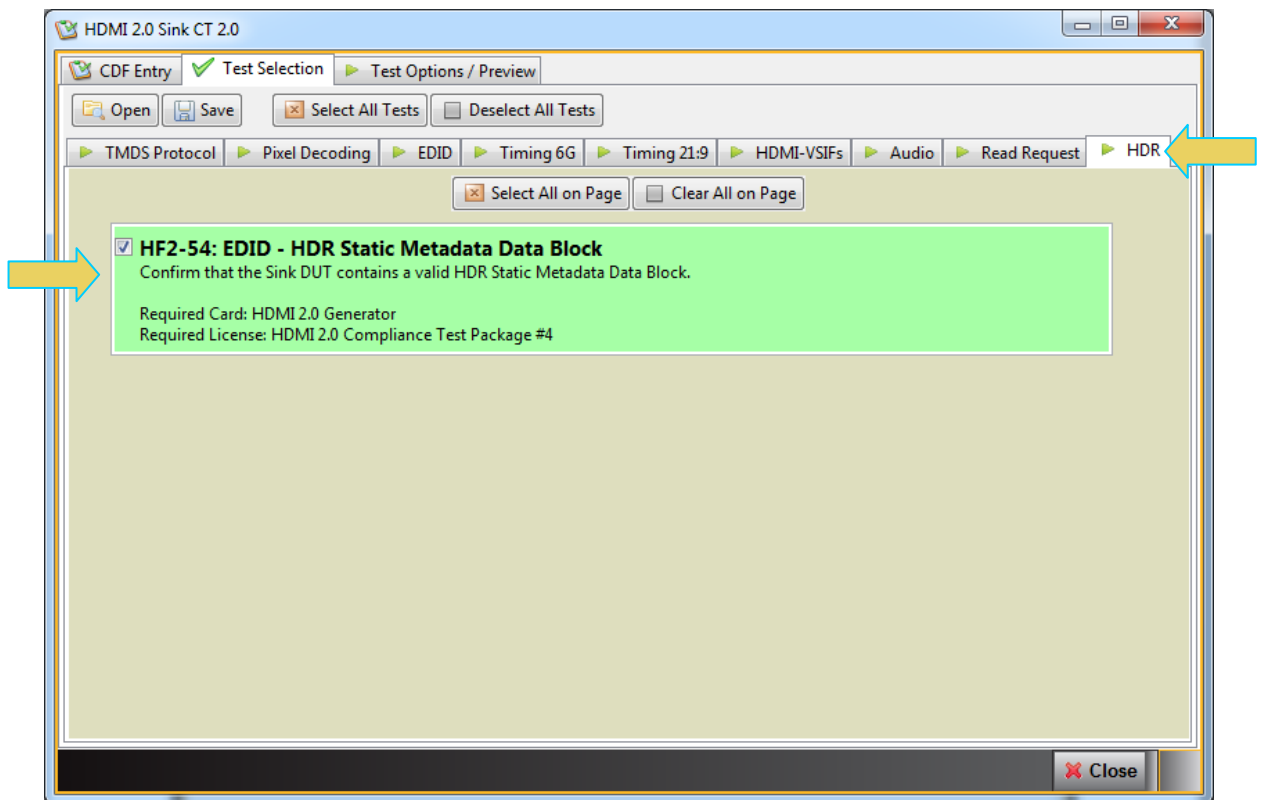 HDMI 2.0 Sink CT 2.0
CDF Entry Test Selection Test Options / Preview
Open Save Select All Tests Deselect All Tests
TMDS Protocol Pixel Decoding EDID Timing 6G Timing 21:9 HDMI-VSIFs Audio Read Request HDR
Select All on Page Clear All on Page
HF2-54: EDID - HDR Static Metadata Data Block
Confirm that the Sink DUT contains a valid HDR Static Metadata Data Block.
Required Card: HDMI 2.0 Generator
Required License: HDMI 2.0 Compliance Test Package #4
Close